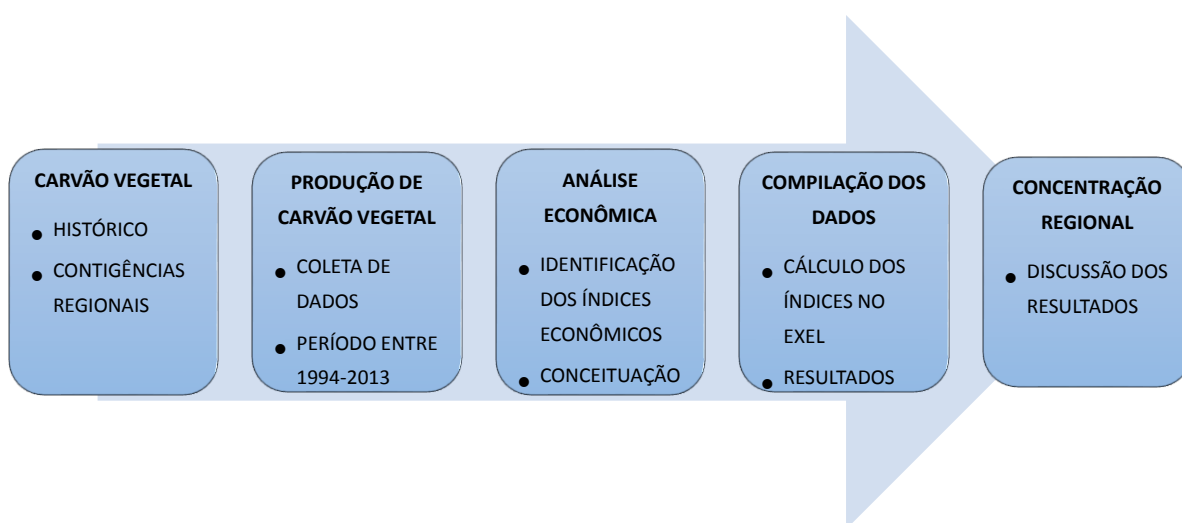 CARVÃO VEGETAL
• HISTÓRICO
• CONTIGÊNCIAS
REGIONAIS
PRODUÇÃO DE
CARVÃO VEGETAL
• COLETA DE
DADOS
• PERÍODO ENTRE
1994-2013
ANÁLISE
ECONÔMICA
• IDENTIFICAÇÃO
DOS ÍNDICES
ECONÔMICOS
• CONCEITUAÇÃO
COMPILAÇÃO DOS
DADOS
• CÁLCULO DOS
ÍNDICES NO
EXEL
• RESULTADOS
CONCENTRAÇÃO
REGIONAL
• DISCUSSÃO DOS
RESULTADOS